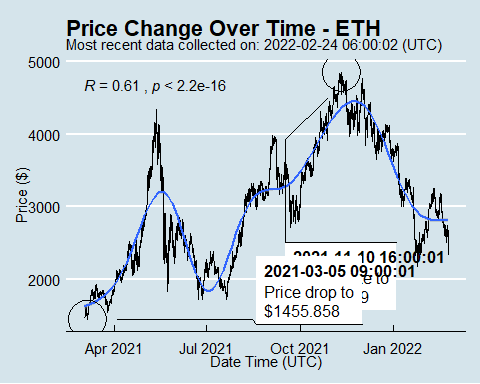 Price Change Over Time - ETH
Most recent data collected on: 2022-02-24 06:00:02 (UTC)
R = 0.61 , p < 2.2e-16
5000
4000
3000
2000
Price ($)
2021-11-10 16:00:01
2021-03-05 09:00:01
Price drop to
$1455.858
e to
9
Apr 2021
Jul 2021
Oct 2021
Jan 2022
Date Time (UTC)